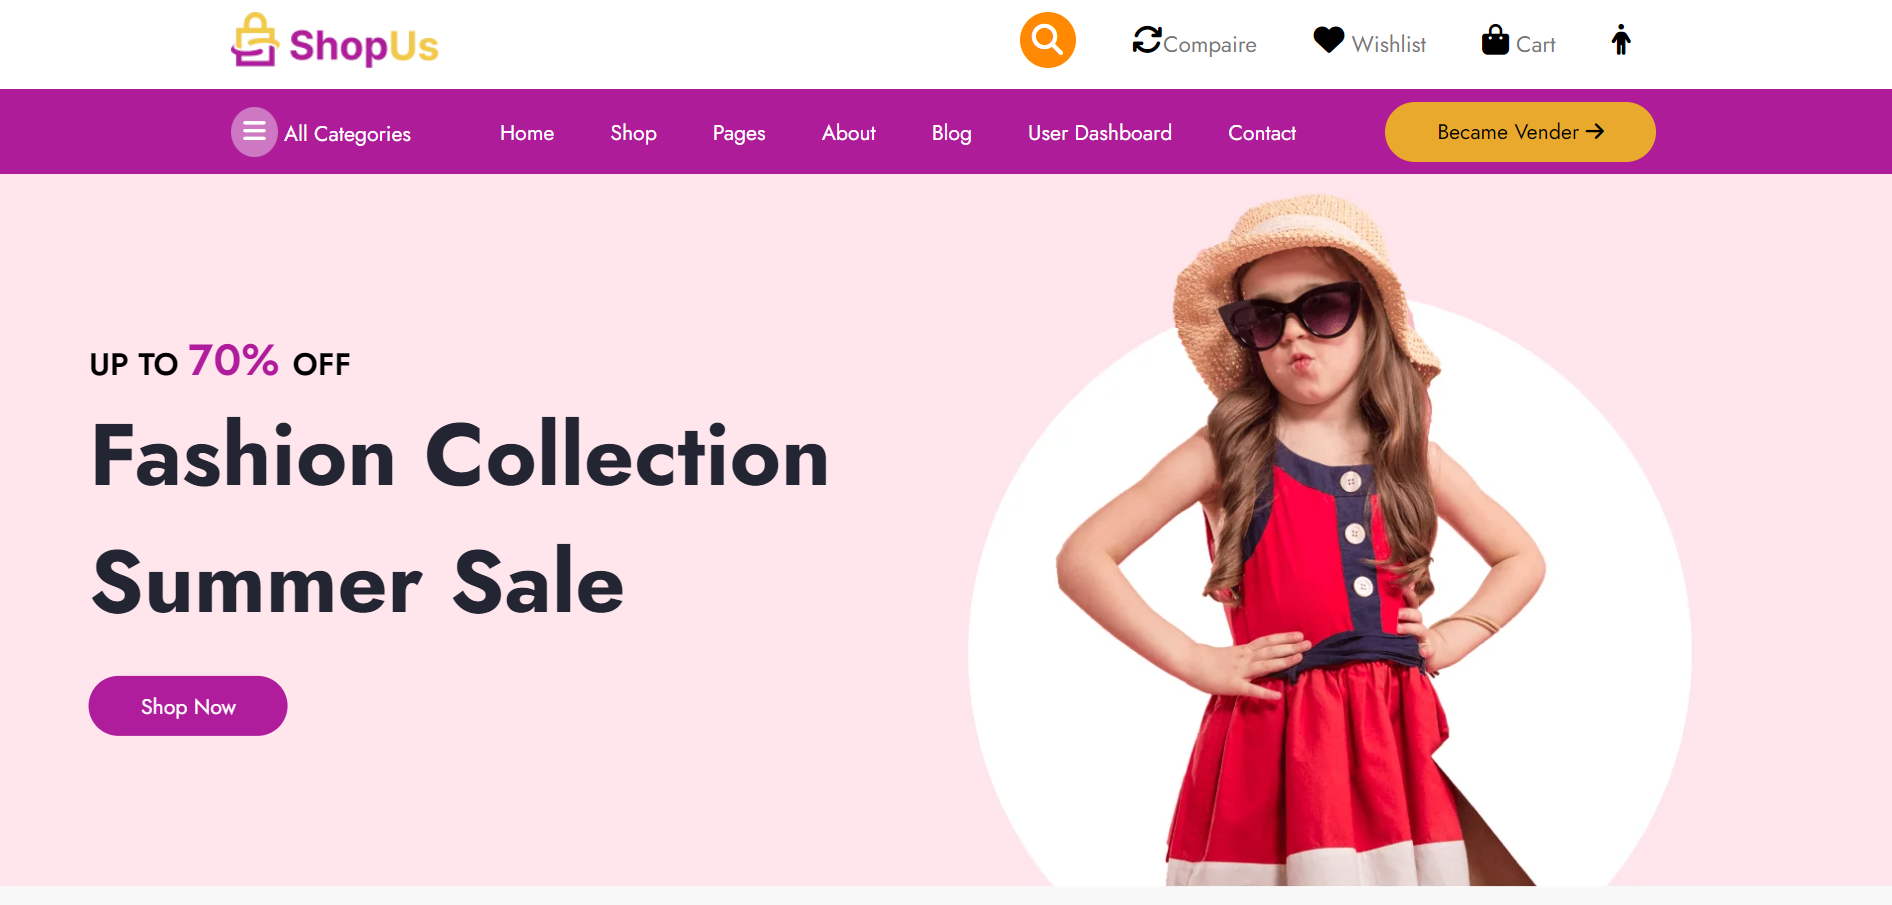 ShopUs
Compaire
Wishlist
Cart
All Categories
Home
Shop
Pages
About
Blog
User Dashboard
Contact
Became Vender
UP TO 70% OFF
Fashion Collection
Summer Sale
Shop Now